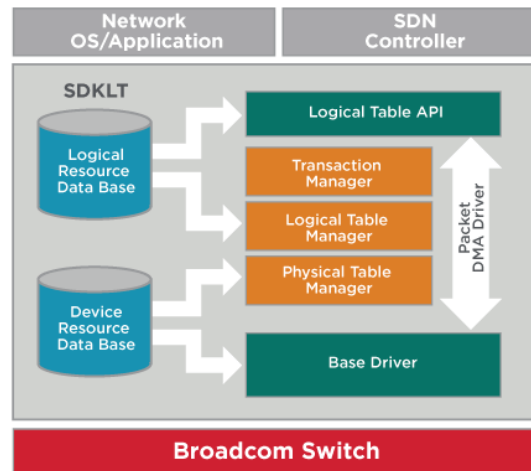 Network
OS/Application
SDN
Controller
SDKLT
Logical
Resource
Data Base
Device
Resource
Data Base
Logical Table API
Transaction
Manager
Logical Table
Manager
Physical Table
Manager
Base Driver
Packet
DMA Driver
Broadcom Switch